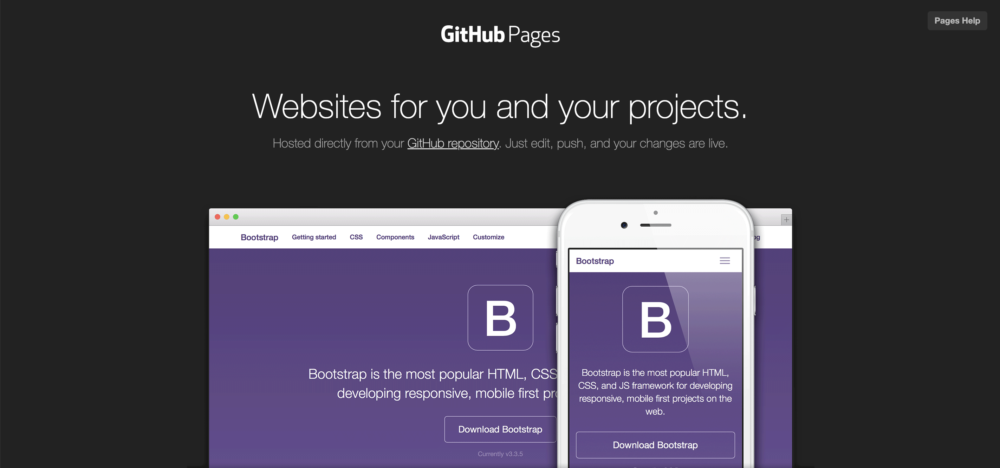 Pages Help
GitHub Pages
Websites for you and your projects.
Hosted directly from your GitHub repository. Just edit, push, and your changes are live.
Bootstrap Getting started CSS Components JavaScript Customize
B
Bootstrap is the most popular HTML, CSS
developing responsive, mobile first
Download Bootstrap
Currently v3.3.5
Bootstrap
B
Bootstrap is the most popular HTML,
CSS, and JS framework for developing
responsive, mobile first projects on the
web.
Download Bootstrap